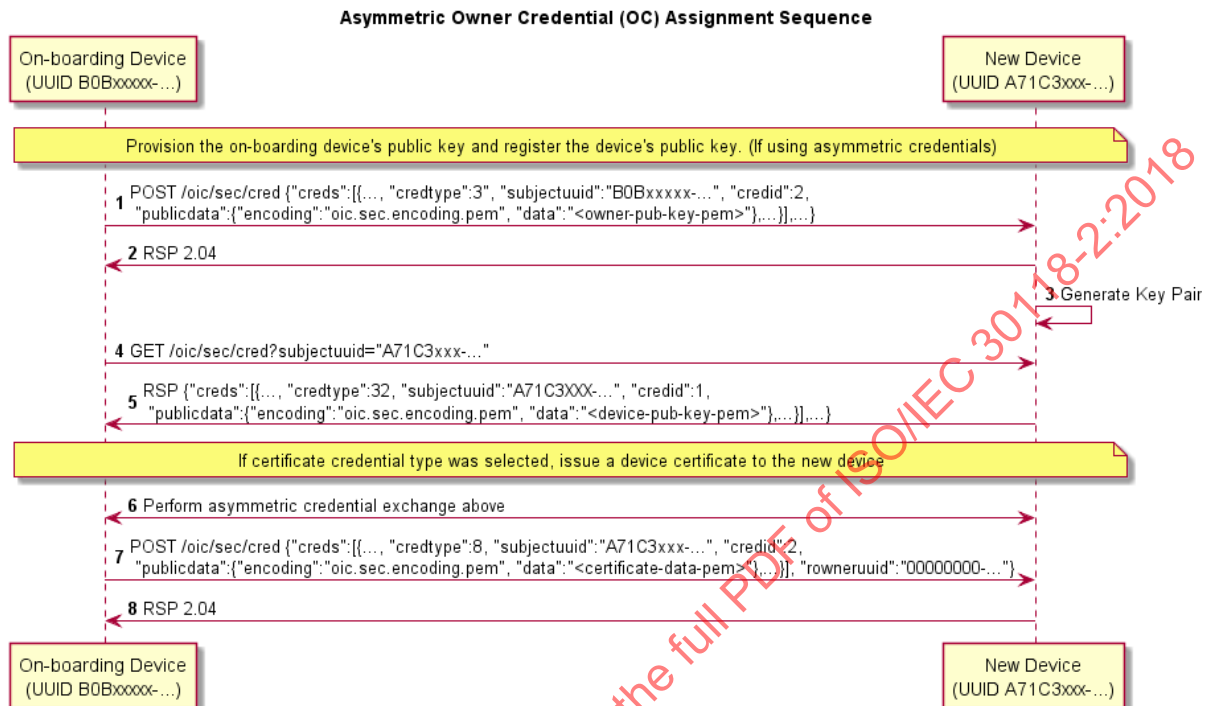 Asymmetric Owner Credential (OC) Assignment Sequence
On-boarding Device
(UUID B0Bxxxxx-...)
New Device
(UUID A71C3xxx-...)
Provision the on-boarding device's public key and register the device's public key. (If using asymmetric credentials)
1 POST /oic/sec/cred {"creds":[{..., "credtype":3", "subjectuuid":"B0Bxxxxx-...", "credid":2,
"publicdata":{"encoding":"oic.sec.encoding.pem", "data":"<owner-pub-key-pem>"},...}],...}
2 RSP 2.04
3 Generate Key Pair
4 GET /oic/sec/cred?subjectuuid="A71C3xxx-..."
5 RSP {"creds":[{..., "credtype":32, "subjectuuid":"A71C3XXX-...", "credid":1,
"publicdata":{"encoding":"oic.sec.encoding.pem", "data":"<device-pub-key-pem>"},...}],...}
If certificate credential type was selected, issue a device certificate to the new device
6 Perform asymmetric credential exchange above
7 POST /oic/sec/cred {"creds":[{..., "credtype":8, "subjectuuid":"A71C3xxx-...", "credid":2,
"publicdata":{"encoding":"oic.sec.encoding.pem", "data":"<certificate-data-pem>"},...}], "rowneruuid":"00000000-..."}
8 RSP 2.04
On-boarding Device
(UUID B0Bxxxxx-...)
New Device
(UUID A71C3xxx-...)
the full PDF of ISO/IEC 30118-2:2018